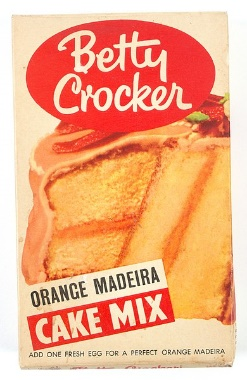 Betty
Crocker
ORANGE MADEIRA
CAKE MIX
ADD ONE FRESH EGG FOR A PERFECT ORANGE MADEIRA